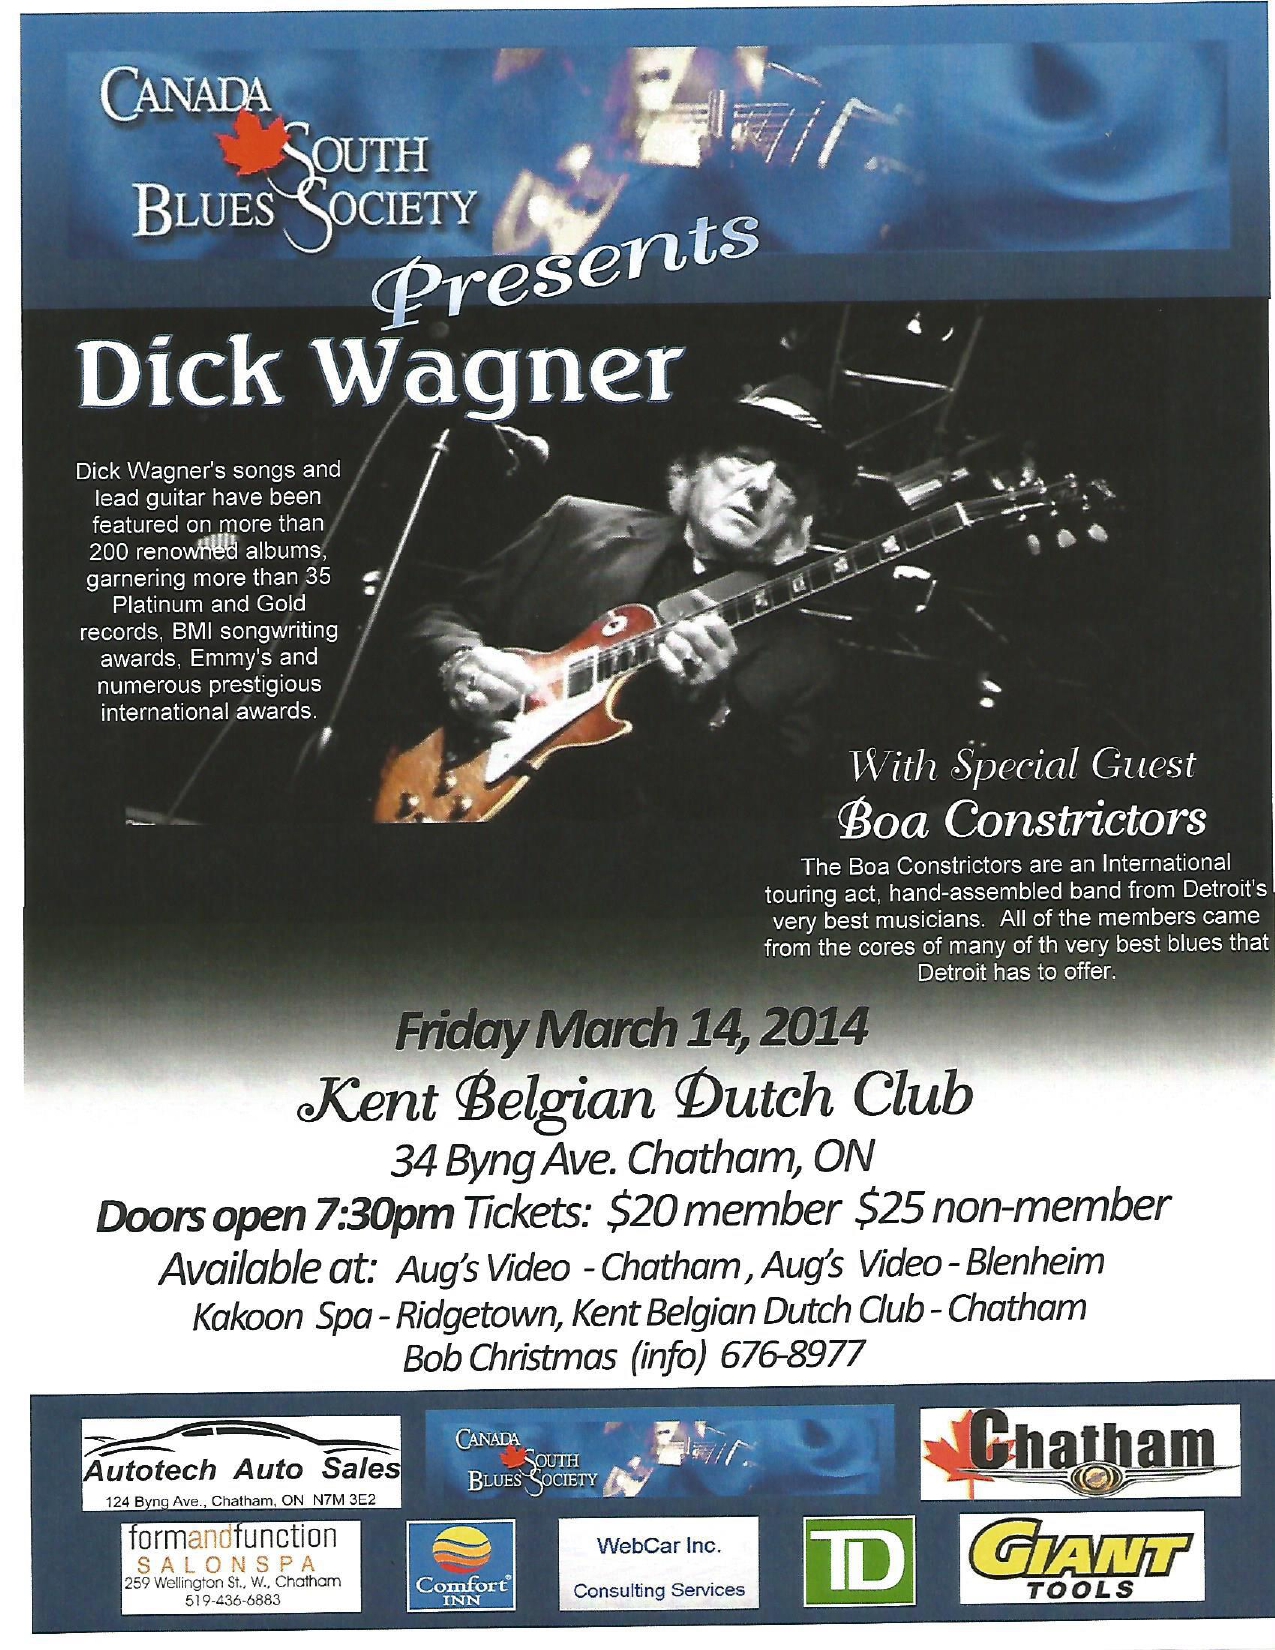 CANADA
SOUTH
BLUES SOCIETY
Presents
Dick Wagner
Dick Wagner's songs and
lead guitar have been
featured on more than
200 renowned albums,
garnering more than 35
Platinum and Gold
records, BMI songwriting
awards, Emmy's and
numerous prestigious
international awards.
With Special Guest
Boa Constrictors
The Boa Constrictors are an International
touring act, hand-assembled band from Detroit's
very best musicians. All of the members came
from the cores of many of th very best blues that
Detroit has to offer.
Friday March 14, 2014
Kent Belgian Dutch Club
34 Byng Ave. Chatham, ON
Doors open 7:30pm Tickets: $20 member $25 non-member
Available at: Aug's Video - Chatham, Aug's Video - Blenheim
Kakoon Spa - Ridgetown, Kent Belgian Dutch Club - Chatham
Bob Christmas (info) 676-8977
Autotech Auto Sales
124 Byng Ave., Chatham, ON N7M 3E2
CANADA
SOUTH
BLUES SOCIETY
Chatham
formandfunction
SALONSPA
259 Wellington St., W., Chatham
519-436-6883
Comfort
INN
WebCar Inc.
Consulting Services
TD
GIANT
TOOLS